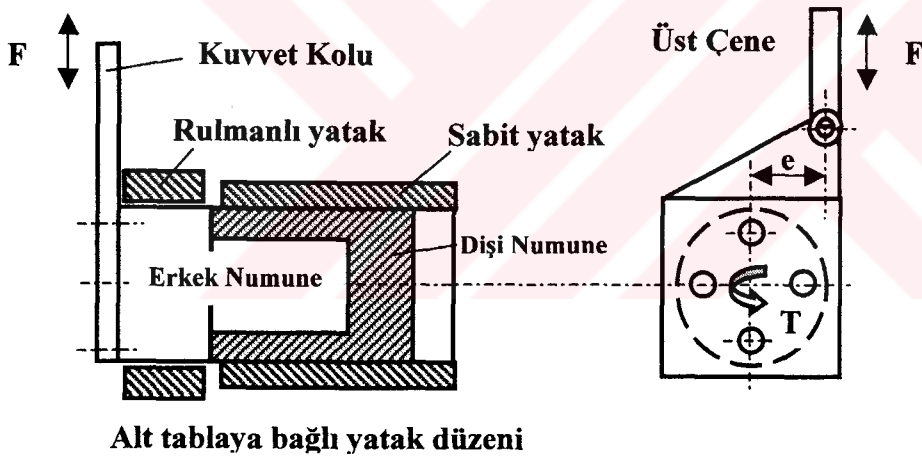 F
Kuvvet Kolu
Üst Çene
F
Rulmanlı yatak
Sabit yatak
e
Dişi Numune
Erkek Numune
T
Alt tablaya bağlı yatak düzeni